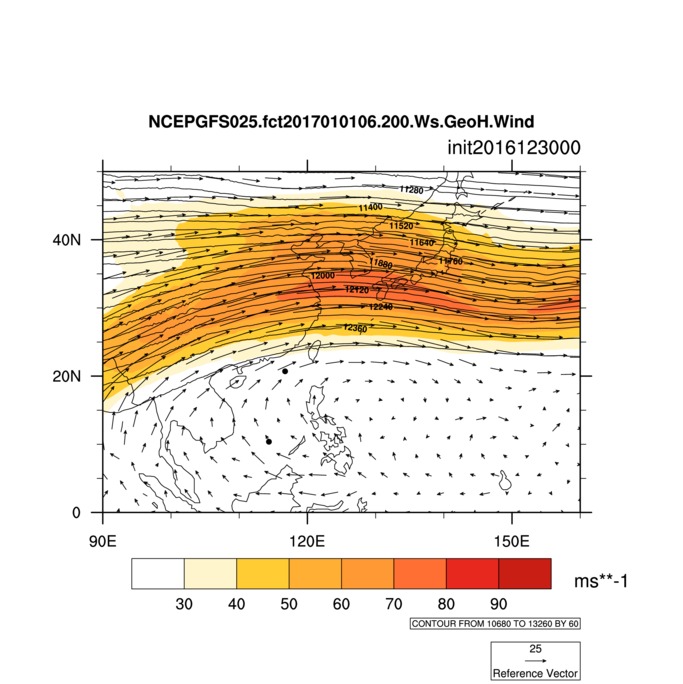 NCEPGFS025.fct2017010106.200.Ws.GeoH.Wind
init2016123000
11280
11400
11520
40N
11640
11760
11880
12000
12120
12240
12360
20N
0
90E 120E 150E
ms**-1
30 40 50 60 70 80 90
CONTOUR FROM 10680 TO 13260 BY 60
25
Reference Vector